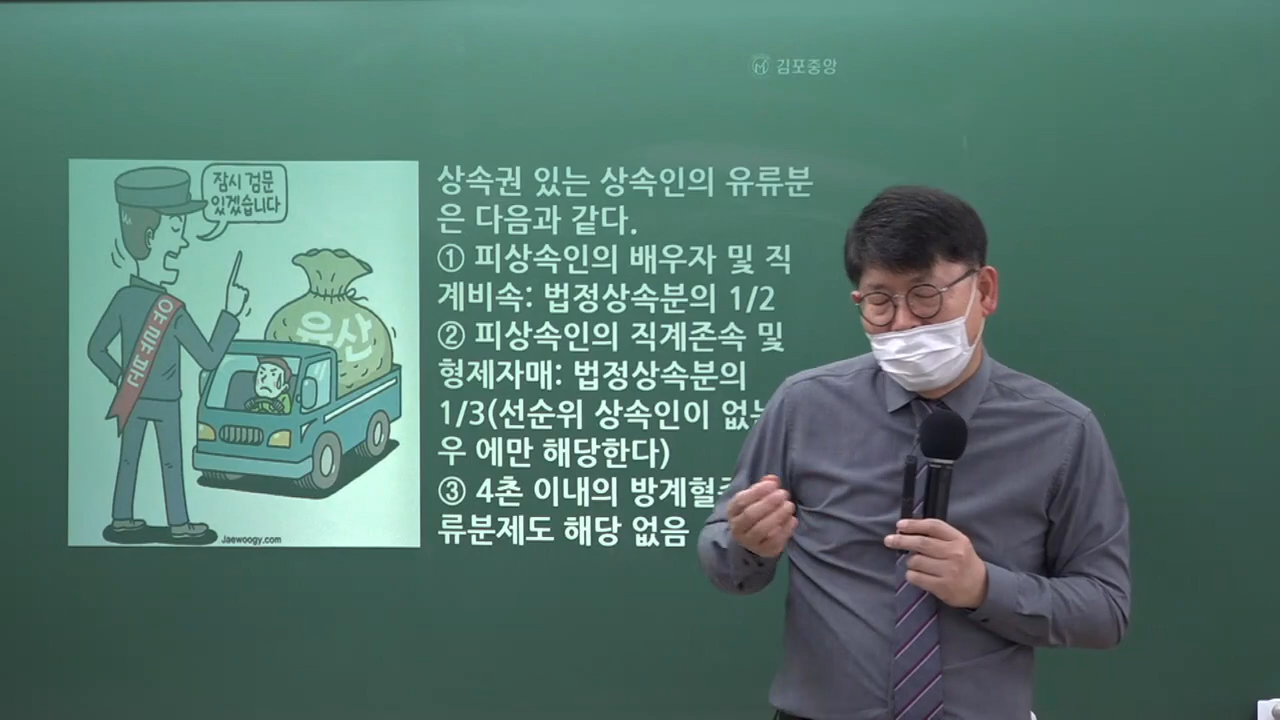 김포중앙
잠시 검문
있겠습니다
유산
Jaewoogy.com
상속권 있는 상속인의 유류분
은 다음과 같다.
① 피상속인의 배우자 및 직
계비속: 법정상속분의 1/2
② 피상속인의 직계존속 및
형제자매: 법정상속분의
1/3(선순위 상속인이
우 에만 해당한다)
③ 4촌 이내의
류분제도 해당 없음